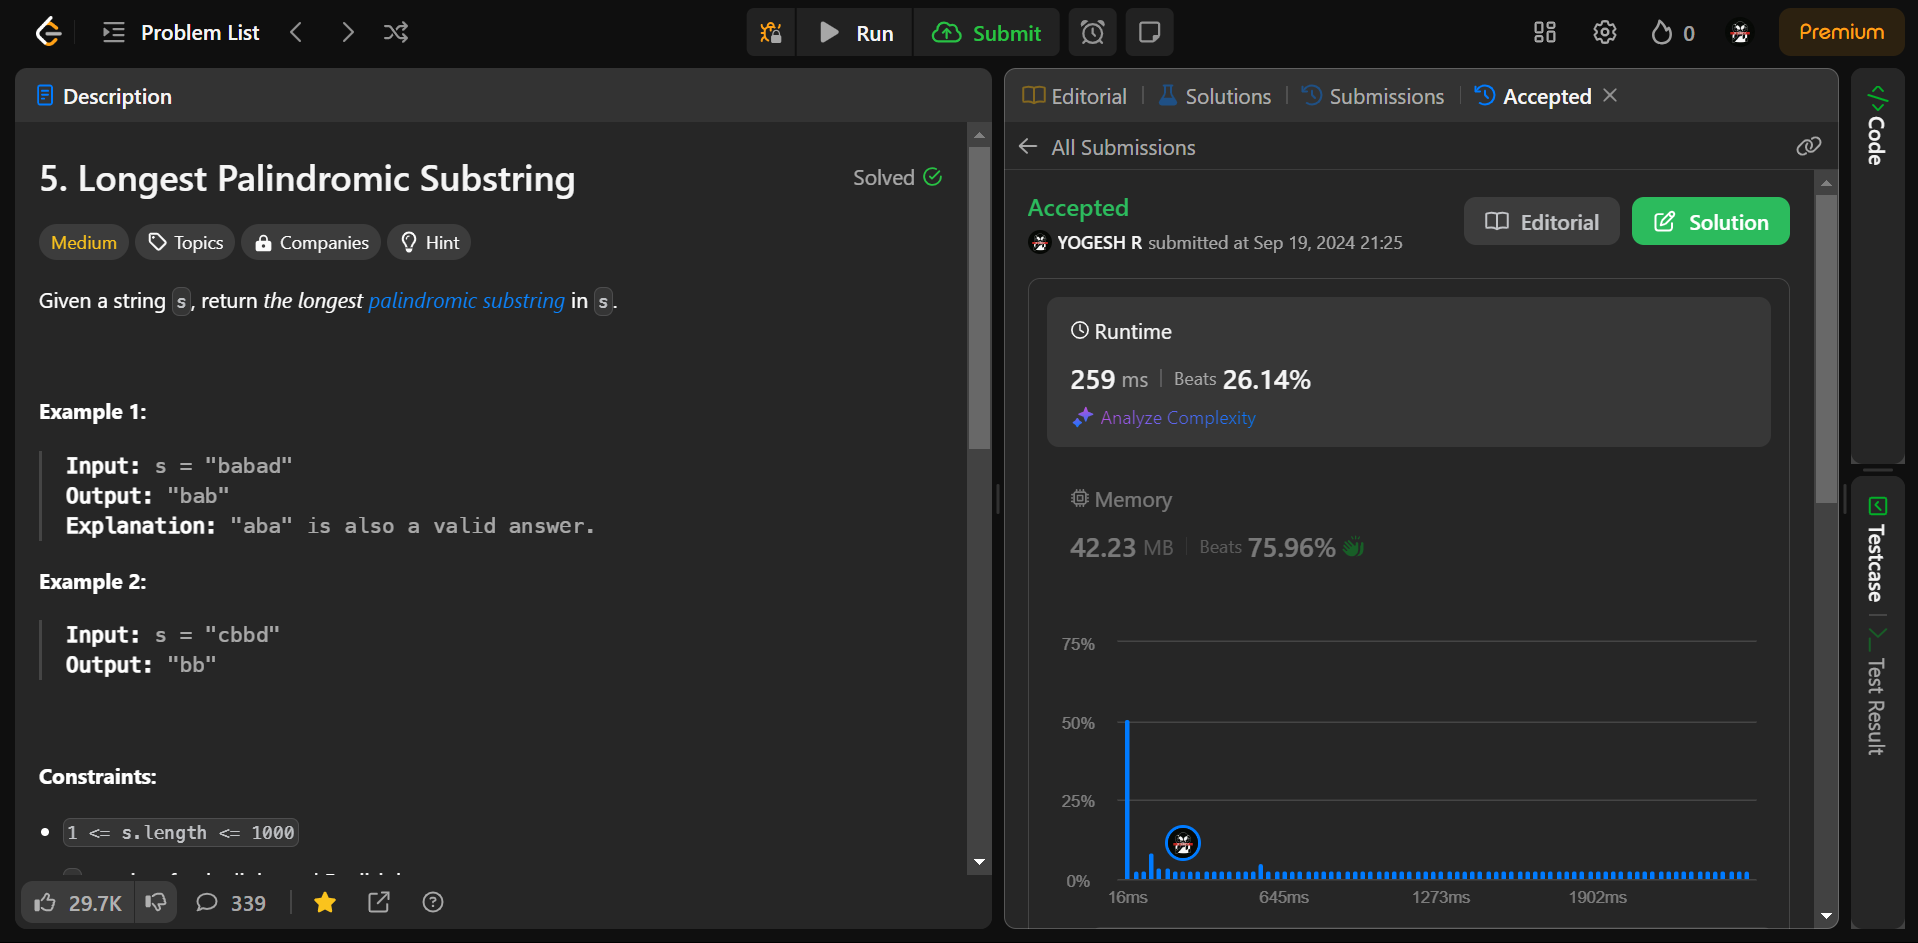 Problem List
Run
Submit
0
Premium
Description
5. Longest Palindromic Substring
Solved
Medium
Topics
Companies
Hint
Given a string s, return the longest palindromic substring in s.
Example 1:
Input: s = "babad"
Output: "bab"
Explanation: "aba" is also a valid answer.
Example 2:
Input: s = "cbbd"
Output: "bb"
Constraints:
1 <= s.length <= 1000
29.7K
339
Editorial
Solutions
Submissions
Accepted
All Submissions
Accepted
YOGESH R submitted at Sep 19, 2024 21:25
Editorial
Solution
Runtime
259 ms
Beats 26.14%
Analyze Complexity
Memory
42.23 MB
Beats 75.96%
75%
50%
25%
0%
16ms
645ms
1273ms
1902ms
Code
Testcase
Test Result